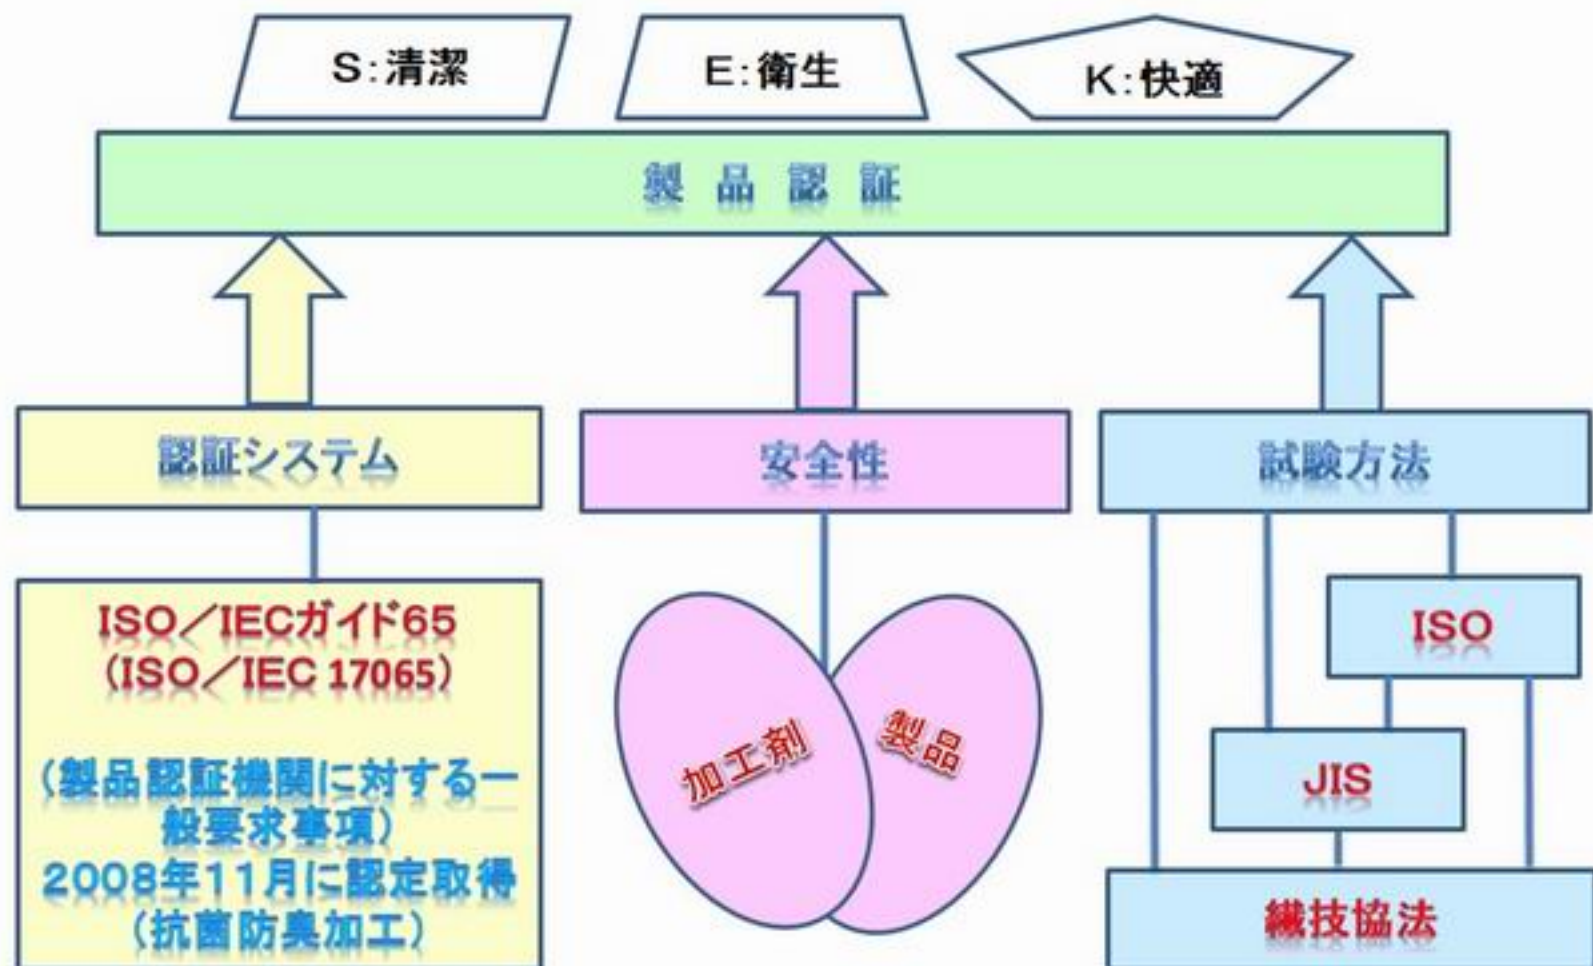 S:清潔
E:衛生
K:快適
製品認証
認証システム
安全性
試験方法
ISO/IECガイド65
(ISO/IEC 17065)
(製品認証機関に対する一
般要求事項)
2008年11月に認定取得
(抗菌防臭加工)
加工剤
製品
ISO
JIS
繊技協法